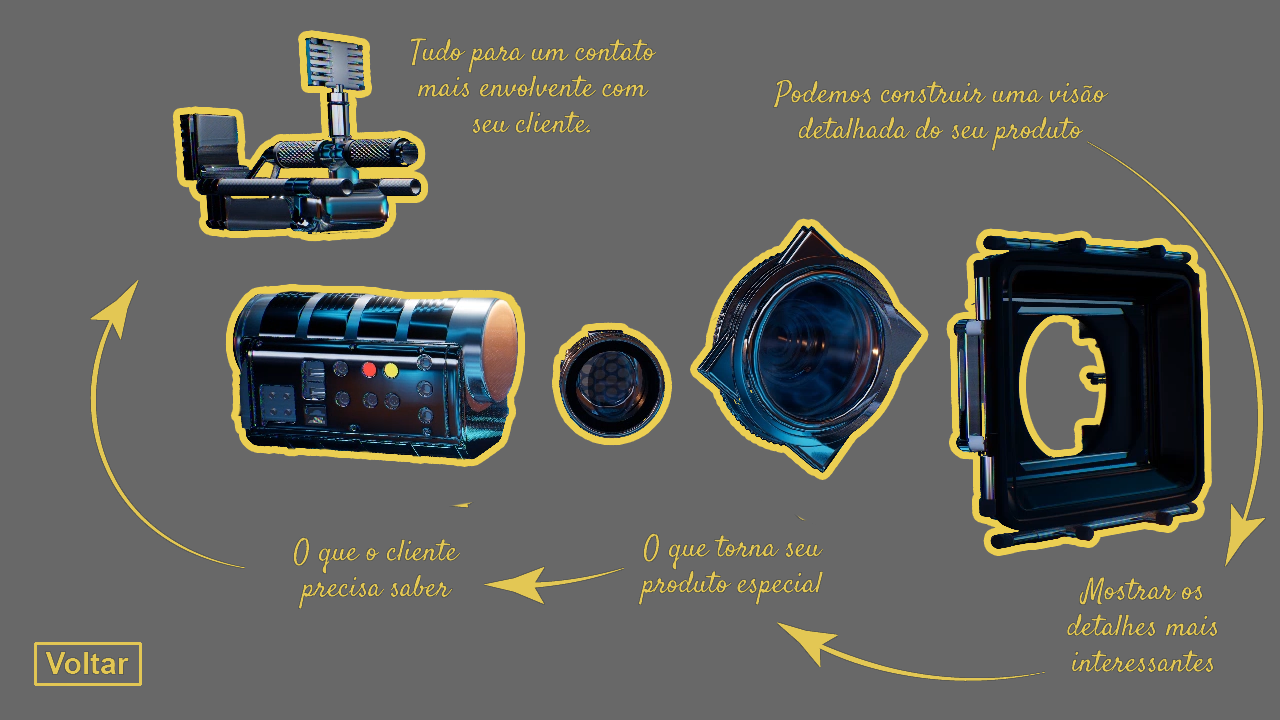 Tudo para um contato
mais envolvente com
seu cliente.
Podemos construir uma visão
detalhada do seu produto
Mostrar os
detalhes mais
interessantes
O que torna seu
produto especial
O que o cliente
precisa saber
Voltar